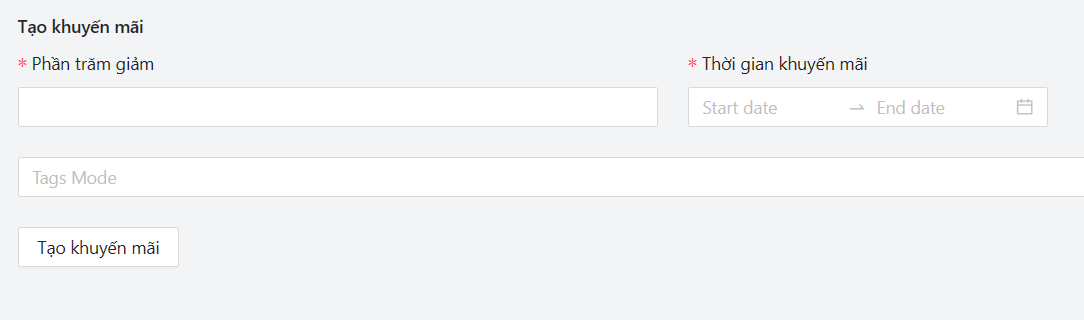 Tạo khuyến mãi
* Phần trăm giảm
* Thời gian khuyến mãi
Start date → End date
Tags Mode
Tạo khuyến mãi